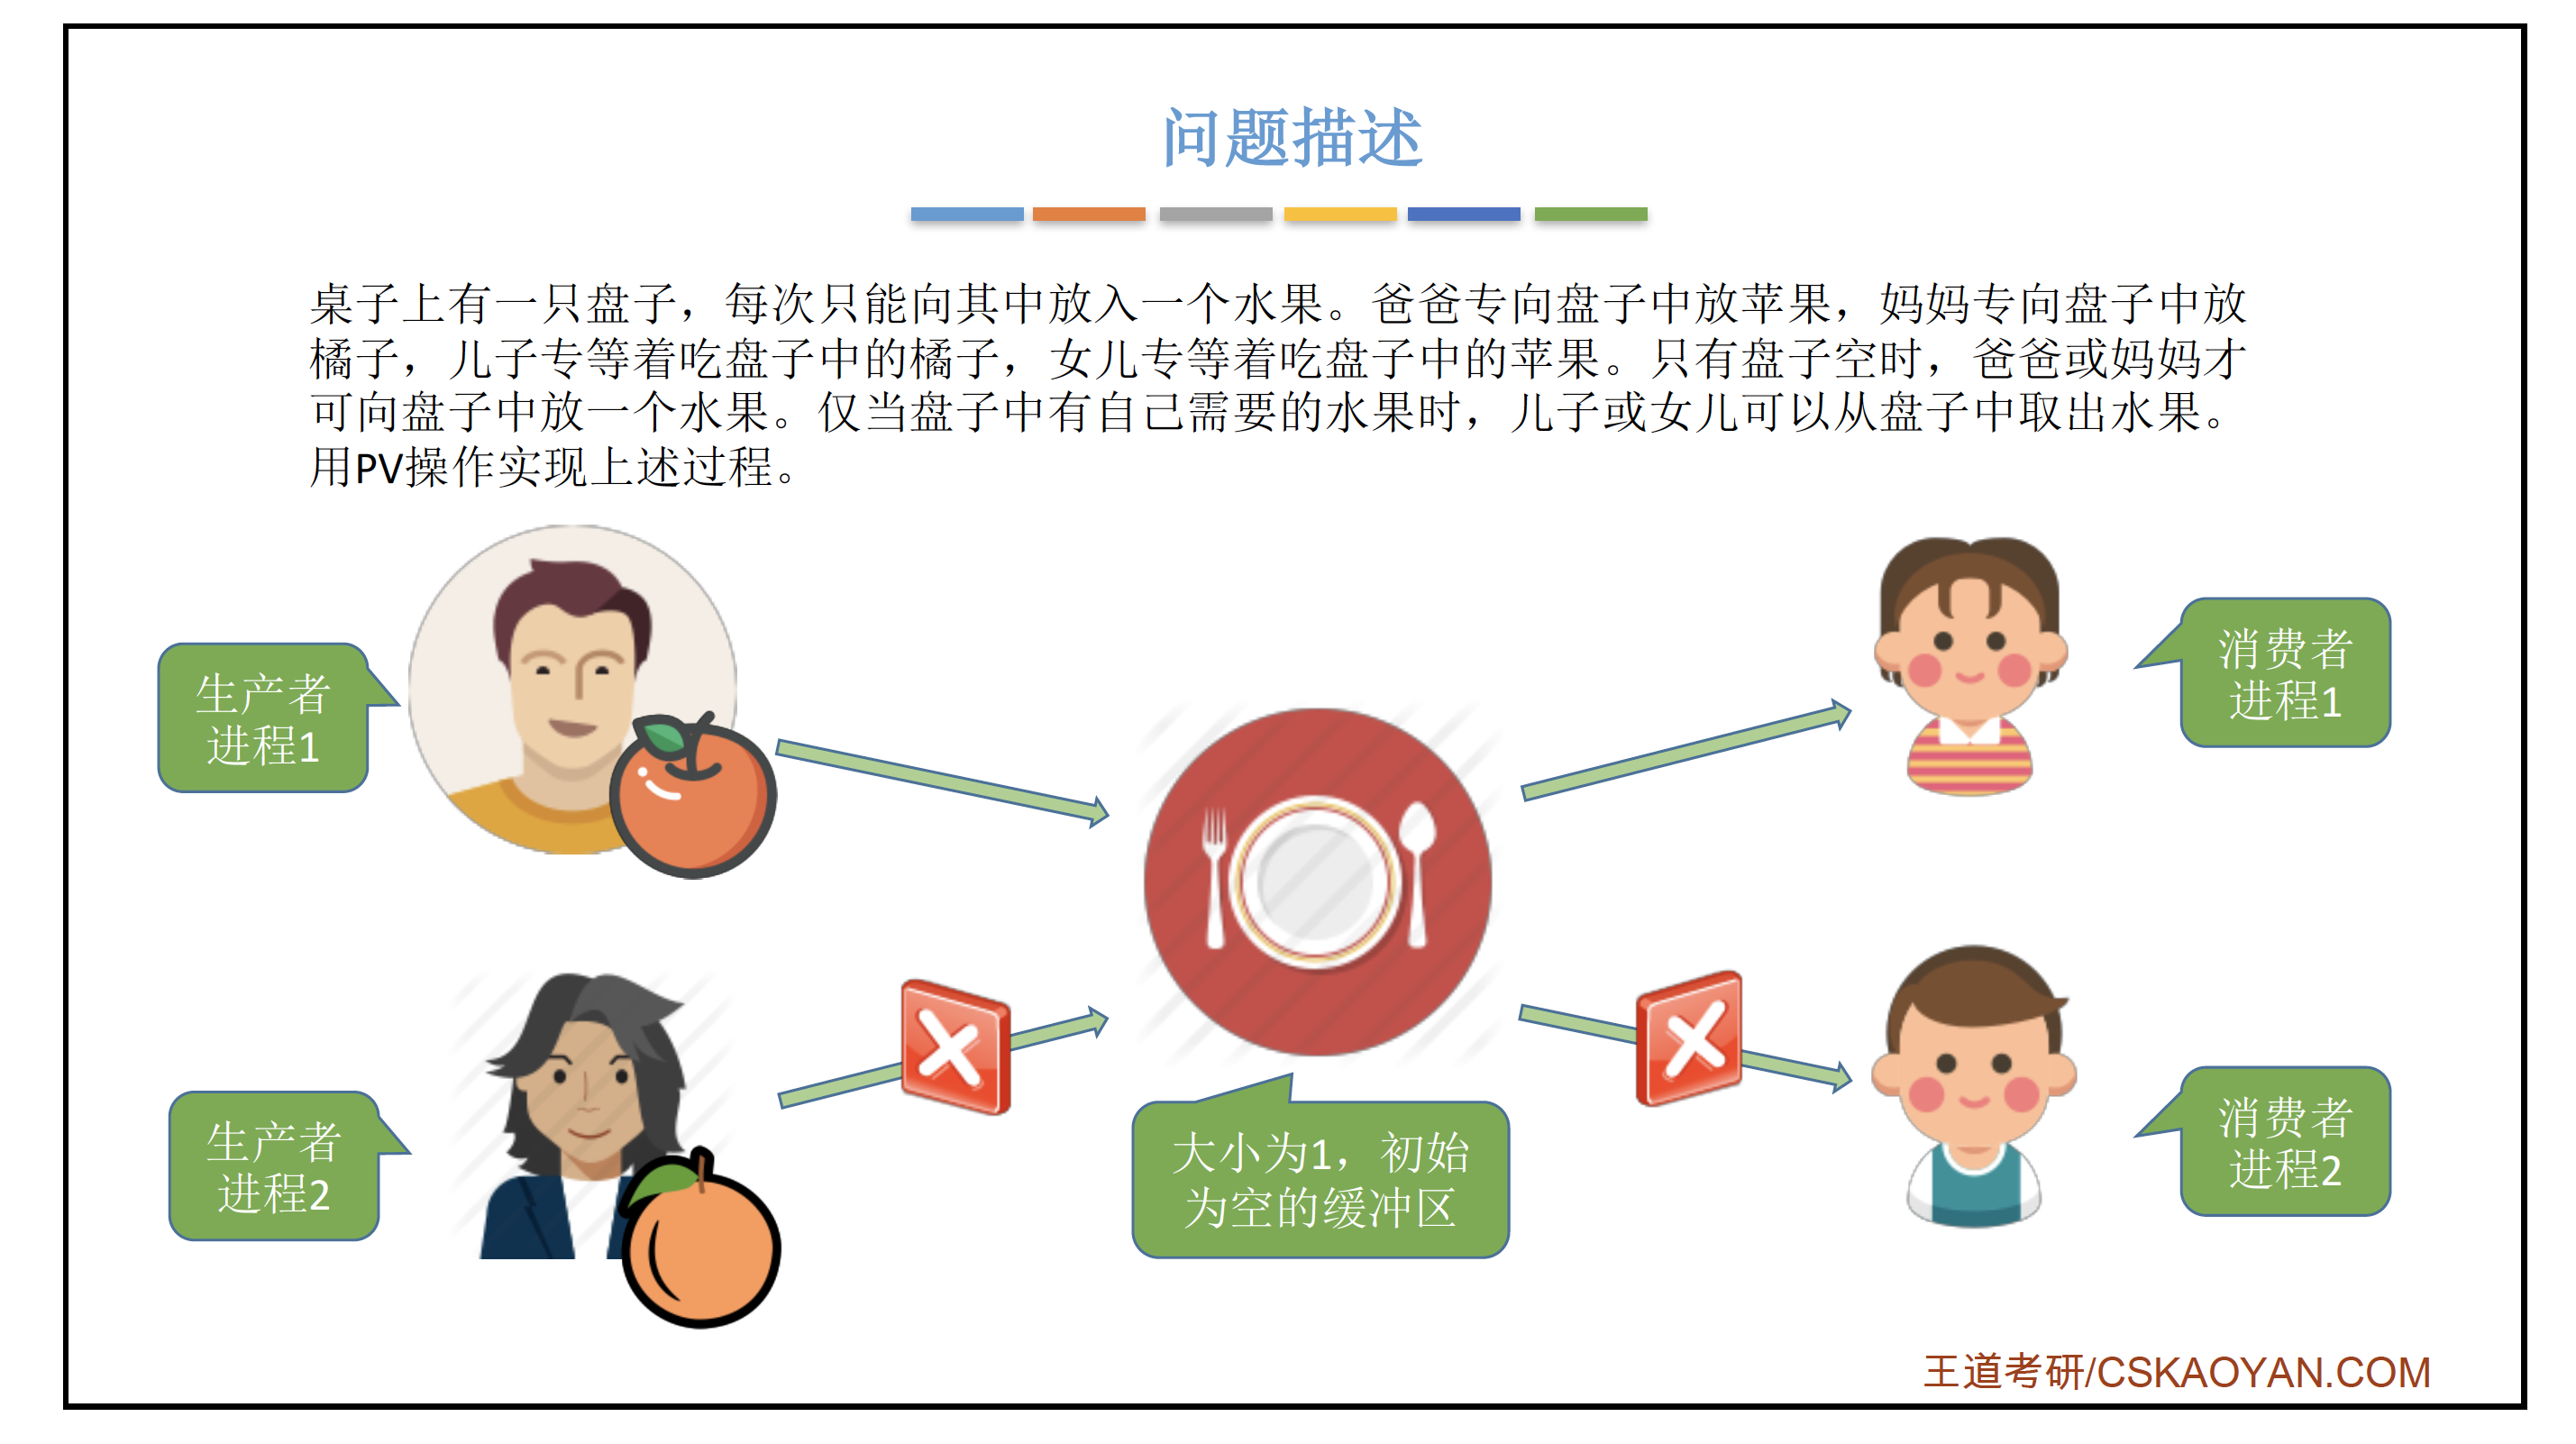 问题描述
桌子上有一只盘子，每次只能向其中放入一个水果。爸爸专向盘子中放苹果，妈妈专向盘子中放
橘子，儿子专等着吃盘子中的橘子，女儿专等着吃盘子中的苹果。只有盘子空时，爸爸或妈妈才
可向盘子中放一个水果。仅当盘子中有自己需要的水果时，儿子或女儿可以从盘子中取出水果。
用PV操作实现上述过程。
生产者
进程1
消费者
进程1
生产者
进程2
大小为1，初始
为空的缓冲区
消费者
进程2
王道考研/CSKAOYAN.COM